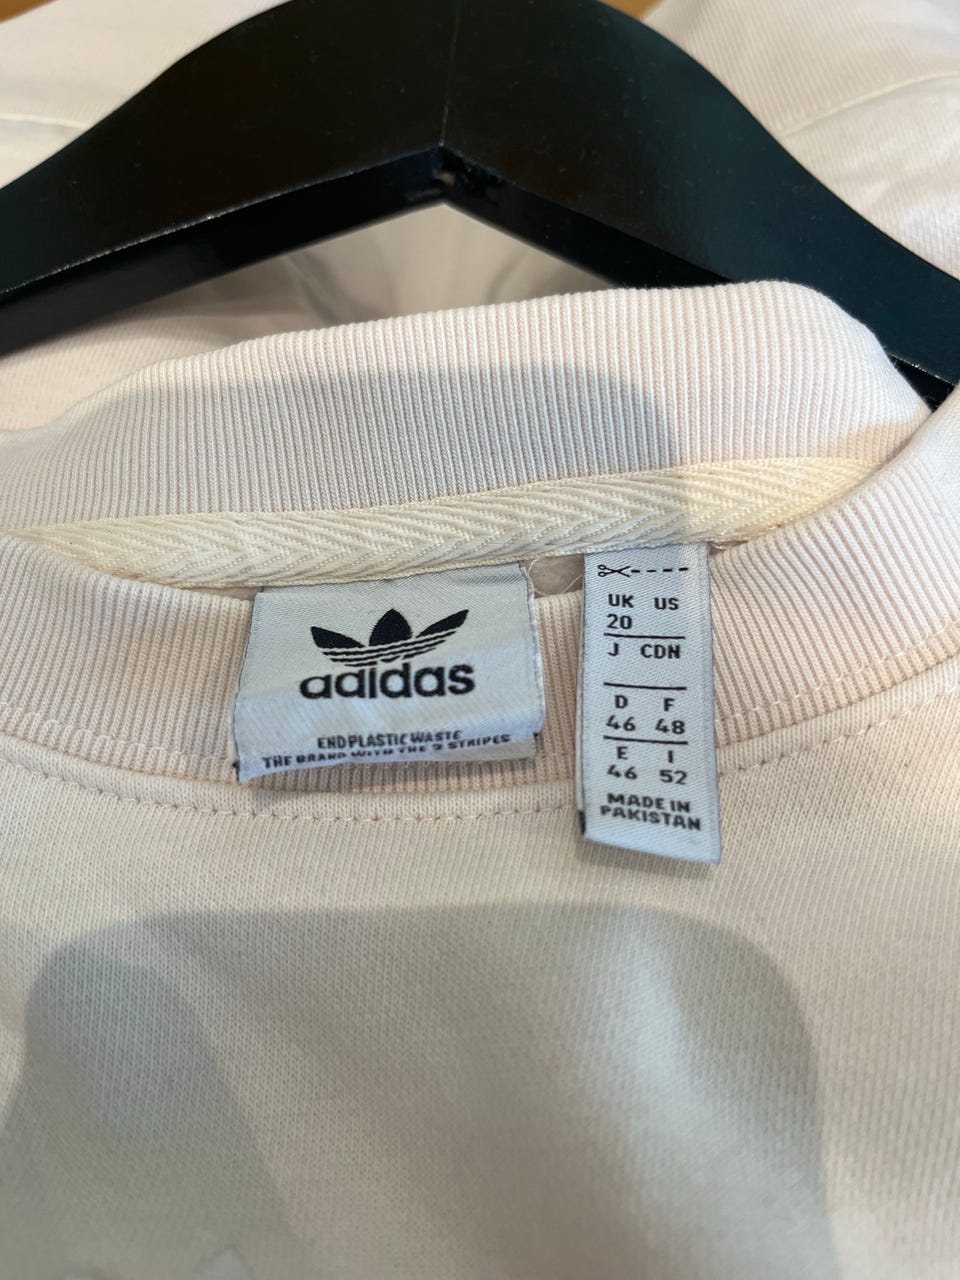 adidas
END PLASTIC WASTE
THE BRAND WITH THE 3 STRIPES
UK US
20
J CDN
D F
46 48
E I
46 52
MADE IN
PAKISTAN